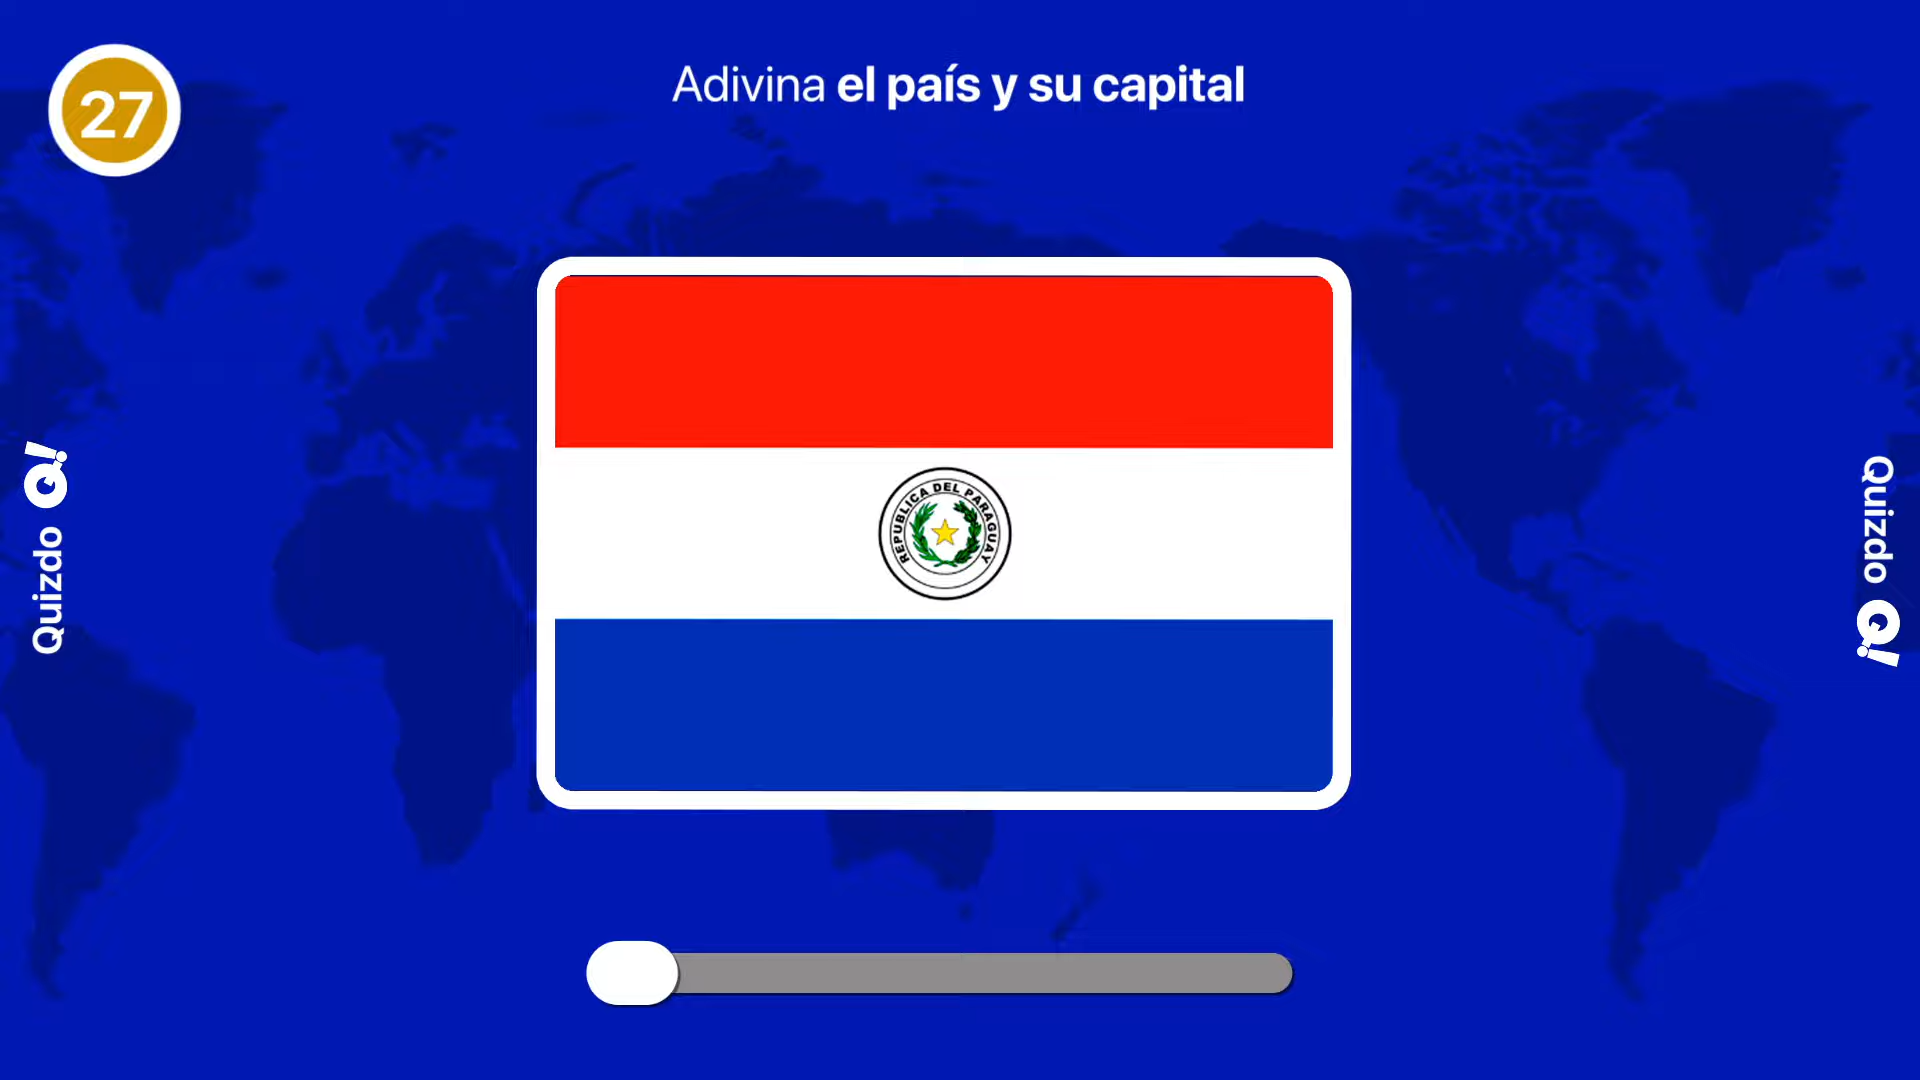 27
Adivina el país y su capital
Quizdo Q!
REPUBLICA DEL PARAGUAY
Quizdo Q!